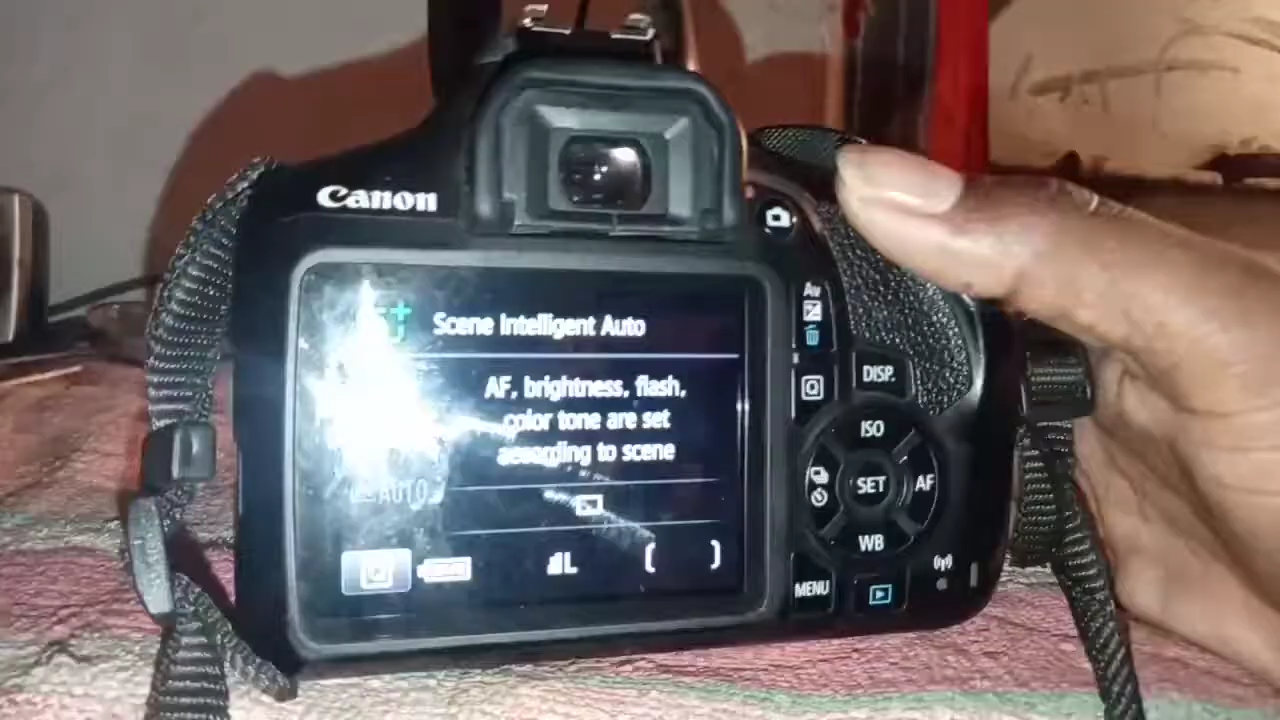 Canon
Scene Intelligent Auto
AF, brightness, flash,
color tone are set
according to scene
AUTO
L
[ ]
Av
Q
DISP.
ISO
SET
AF
WB
MENU